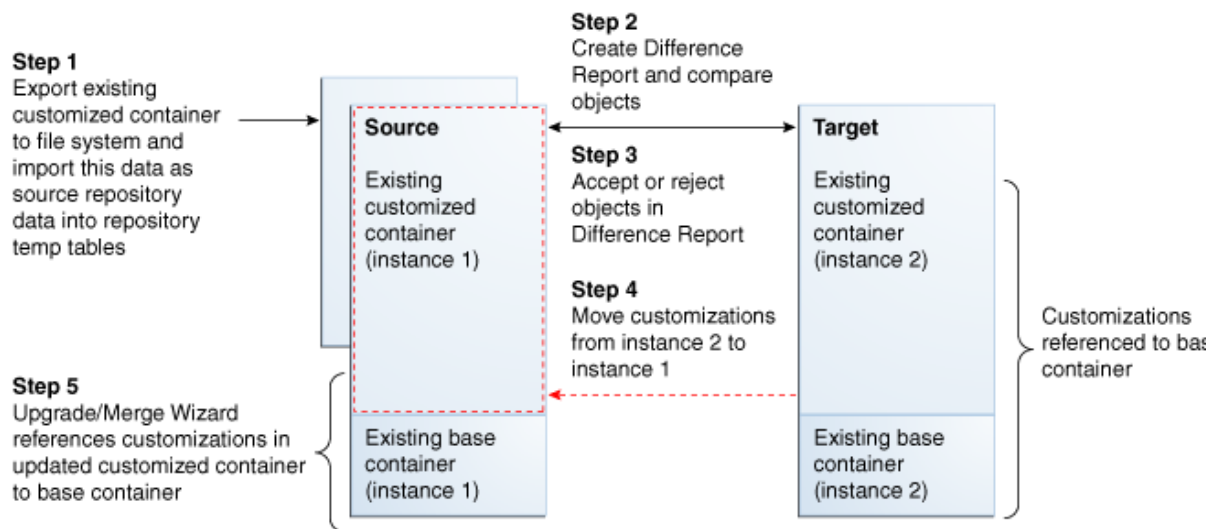 Step 1
Export existing
customized container
to file system and
import this data as
source repository
data into repository
temp tables
Step 2
Create Difference
Report and compare
objects
Source
Existing
customized
container
(instance 1)
Step 3
Accept or reject
objects in
Difference Report
Target
Existing
customized
container
(instance 2)
Step 4
Move customizations
from instance 2 to
instance 1
Customizations
referenced to
container
Step 5
Upgrade/Merge Wizard
references customizations in
updated customized container
to base container
Existing base
container
(instance 1)
Existing base
container
(instance 2)